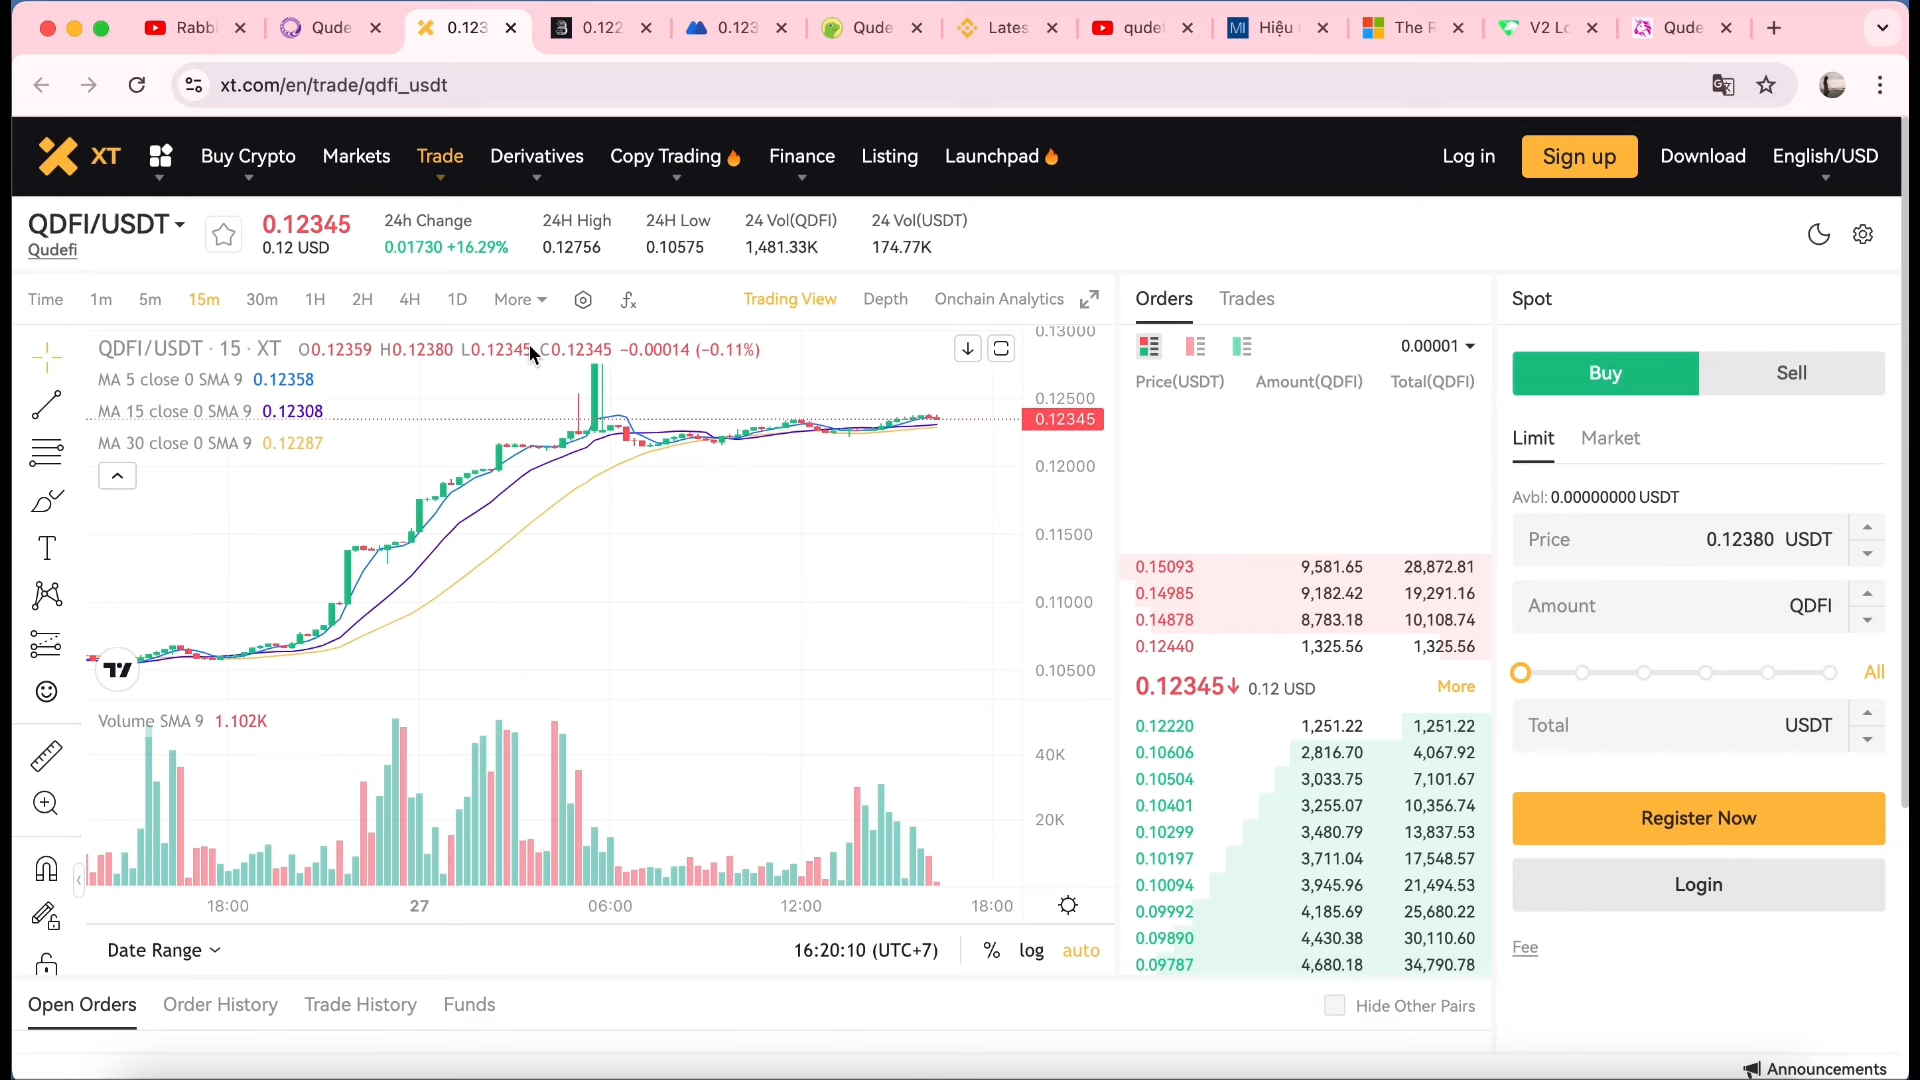 Rabbi Qude 0.123 0.122 0.123 Qude Lates qudef Hiệu The R V2 Lo Qude
xt.com/en/trade/qdfi_usdt
XT Buy Crypto Markets Trade Derivatives Copy Trading Finance Listing Launchpad Log in Sign up Download English/USD
QDFI/USDT 0.12345 24h Change 24H High 24H Low 24 Vol(QDFI) 24 Vol(USDT)
Qudefi 0.12 USD 0.01730 +16.29% 0.12756 0.10575 1,481.33K 174.77K
Time 1m 5m 15m 30m 1H 2H 4H 1D More Trading View Depth Onchain Analytics
QDFI/USDT · 15 · XT O0.12359 H0.12380 L0.12345 C0.12345 −0.00014 (−0.11%)
MA 5 close 0 SMA 9 0.12358
MA 15 close 0 SMA 9 0.12308
MA 30 close 0 SMA 9 0.12287
0.13000
0.12500
0.12345
0.12000
0.11500
0.11000
0.10500
Volume SMA 9 1.102K
40K
20K
18:00 27 06:00 12:00 18:00
Date Range 16:20:10 (UTC+7) % log auto
Orders Trades
0.00001
Price(USDT) Amount(QDFI) Total(QDFI)
0.15093 9,581.65 28,872.81
0.14985 9,182.42 19,291.16
0.14878 8,783.18 10,108.74
0.12440 1,325.56 1,325.56
0.12345↓ 0.12 USD More
0.12220 1,251.22 1,251.22
0.10606 2,816.70 4,067.92
0.10504 3,033.75 7,101.67
0.10401 3,255.07 10,356.74
0.10299 3,480.79 13,837.53
0.10197 3,711.04 17,548.57
0.10094 3,945.96 21,494.53
0.09992 4,185.69 25,680.22
0.09890 4,430.38 30,110.60
0.09787 4,680.18 34,790.78
Spot
Buy Sell
Limit Market
Avbl: 0.00000000 USDT
Price 0.12380 USDT
Amount QDFI
All
Total USDT
Register Now
Login
Fee
Open Orders Order History Trade History Funds Hide Other Pairs
Announcements